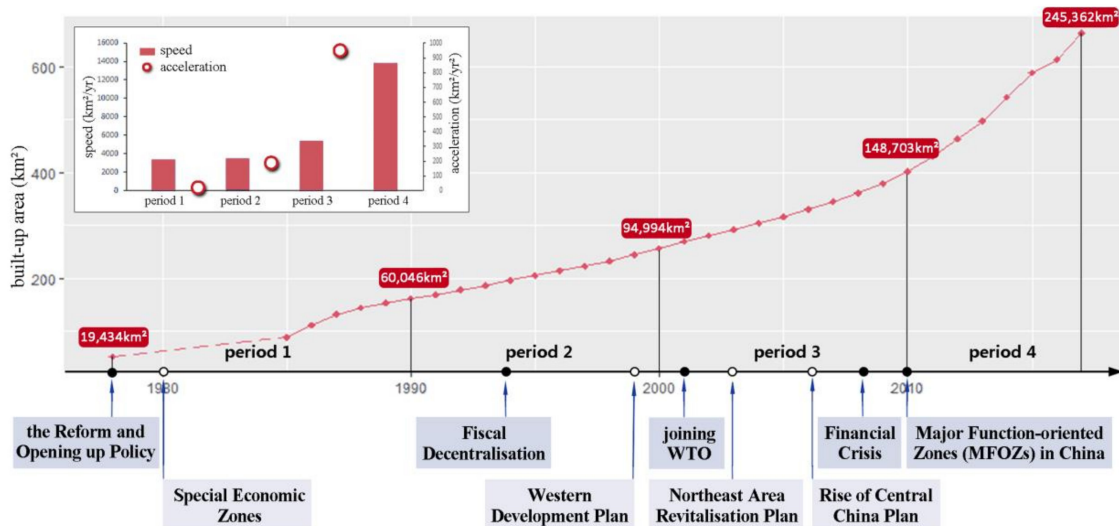 245,362km²
16000
14000
12000
10000
8000
6000
4000
2000
0
speed (km²/yr)
speed
acceleration
1000
900
800
700
600
500
400
300
200
100
0
acceleration (km²/yr²)
period 1
period 2
period 3
period 4
600
400
200
built-up area (km²)
148,703km²
94,994km²
60,046km²
19,434km²
period 1
period 2
period 3
period 4
1980
1990
2000
2010
the Reform and
Opening up Policy
Fiscal
Decentralisation
joining
WTO
Financial
Crisis
Major Function-oriented
Zones (MFOZs) in China
Special Economic
Zones
Western
Development Plan
Northeast Area
Revitalisation Plan
Rise of Central
China Plan